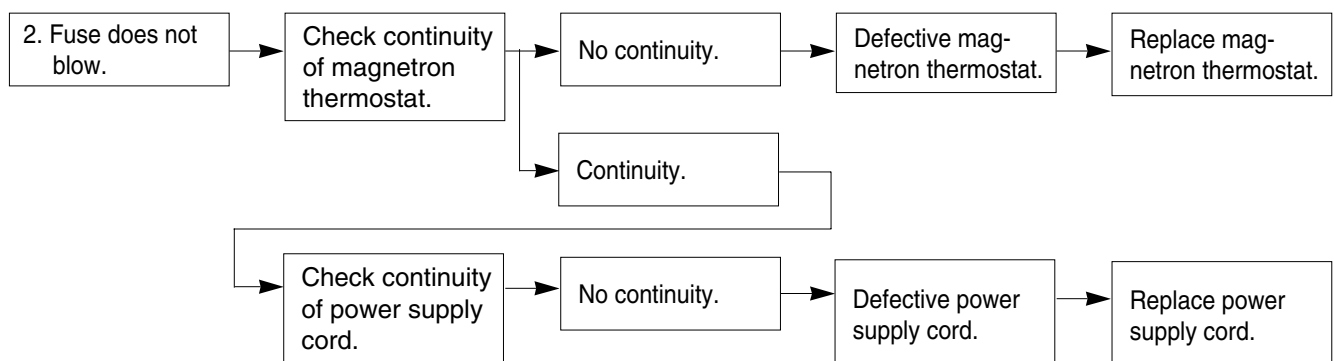 2. Fuse does not
blow.
Check continuity
of magnetron
thermostat.
No continuity.
Defective mag-
netron thermostat.
Replace mag-
netron thermostat.
Continuity.
Check continuity
of power supply
cord.
No continuity.
Defective power
supply cord.
Replace power
supply cord.